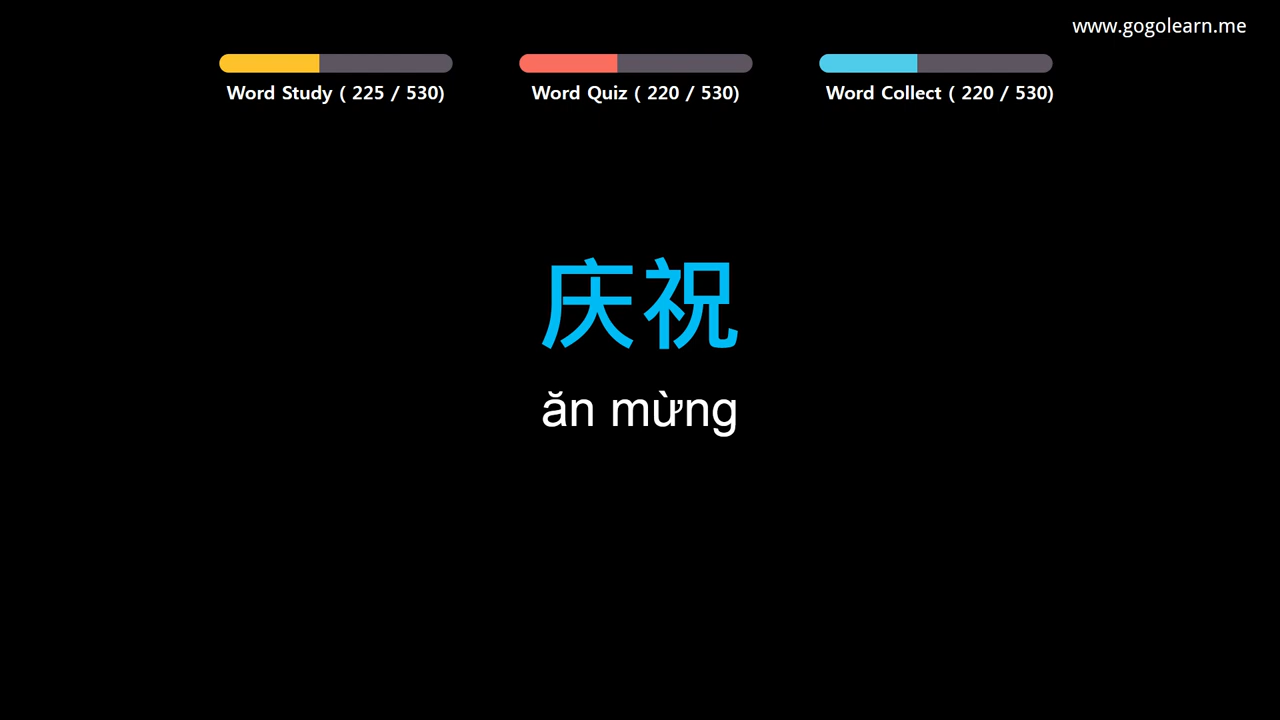 www.gogolearn.me
Word Study ( 225 / 530)
Word Quiz ( 220 / 530)
Word Collect ( 220 / 530)
庆祝
ăn mừng